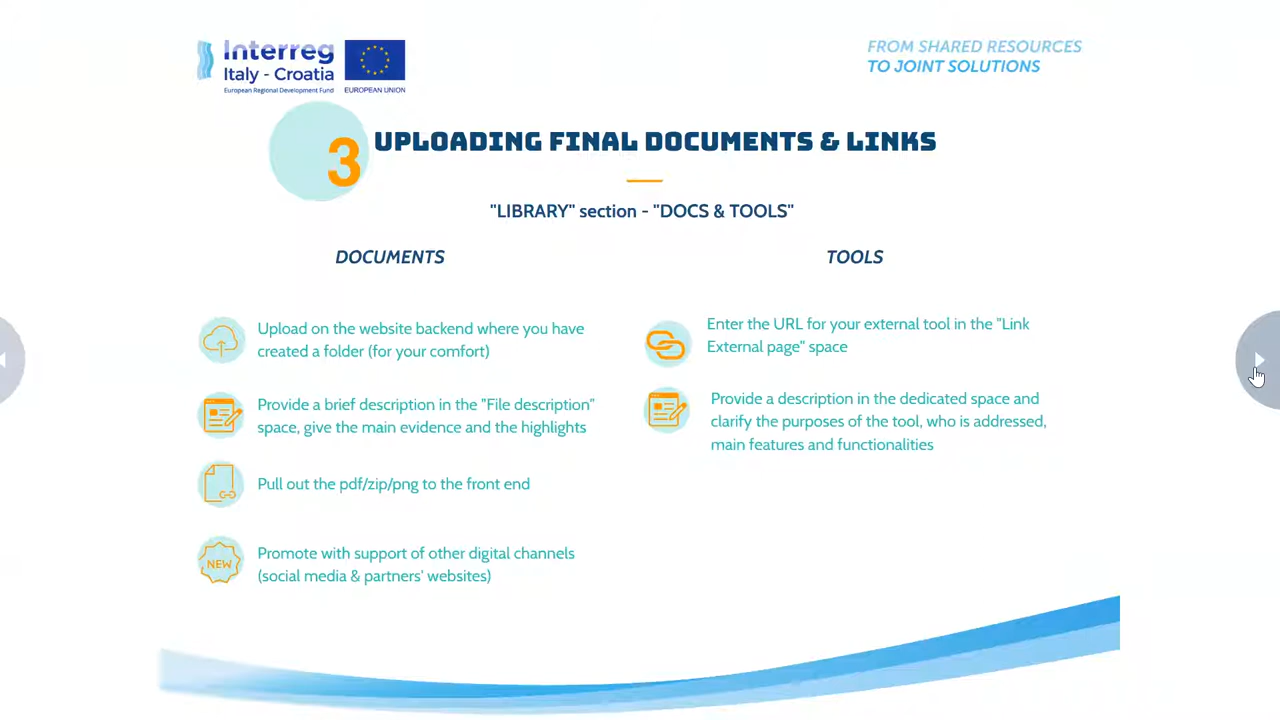 Interreg
Italy - Croatia
European Regional Development Fund
EUROPEAN UNION
FROM SHARED RESOURCES
TO JOINT SOLUTIONS
3
UPLOADING FINAL DOCUMENTS & LINKS
"LIBRARY" section - "DOCS & TOOLS"
DOCUMENTS
Upload on the website backend where you have
created a folder (for your comfort)
Provide a brief description in the "File description"
space, give the main evidence and the highlights
Pull out the pdf/zip/png to the front end
NEW
Promote with support of other digital channels
(social media & partners' websites)
TOOLS
Enter the URL for your external tool in the "Link
External page" space
Provide a description in the dedicated space and
clarify the purposes of the tool, who is addressed,
main features and functionalities